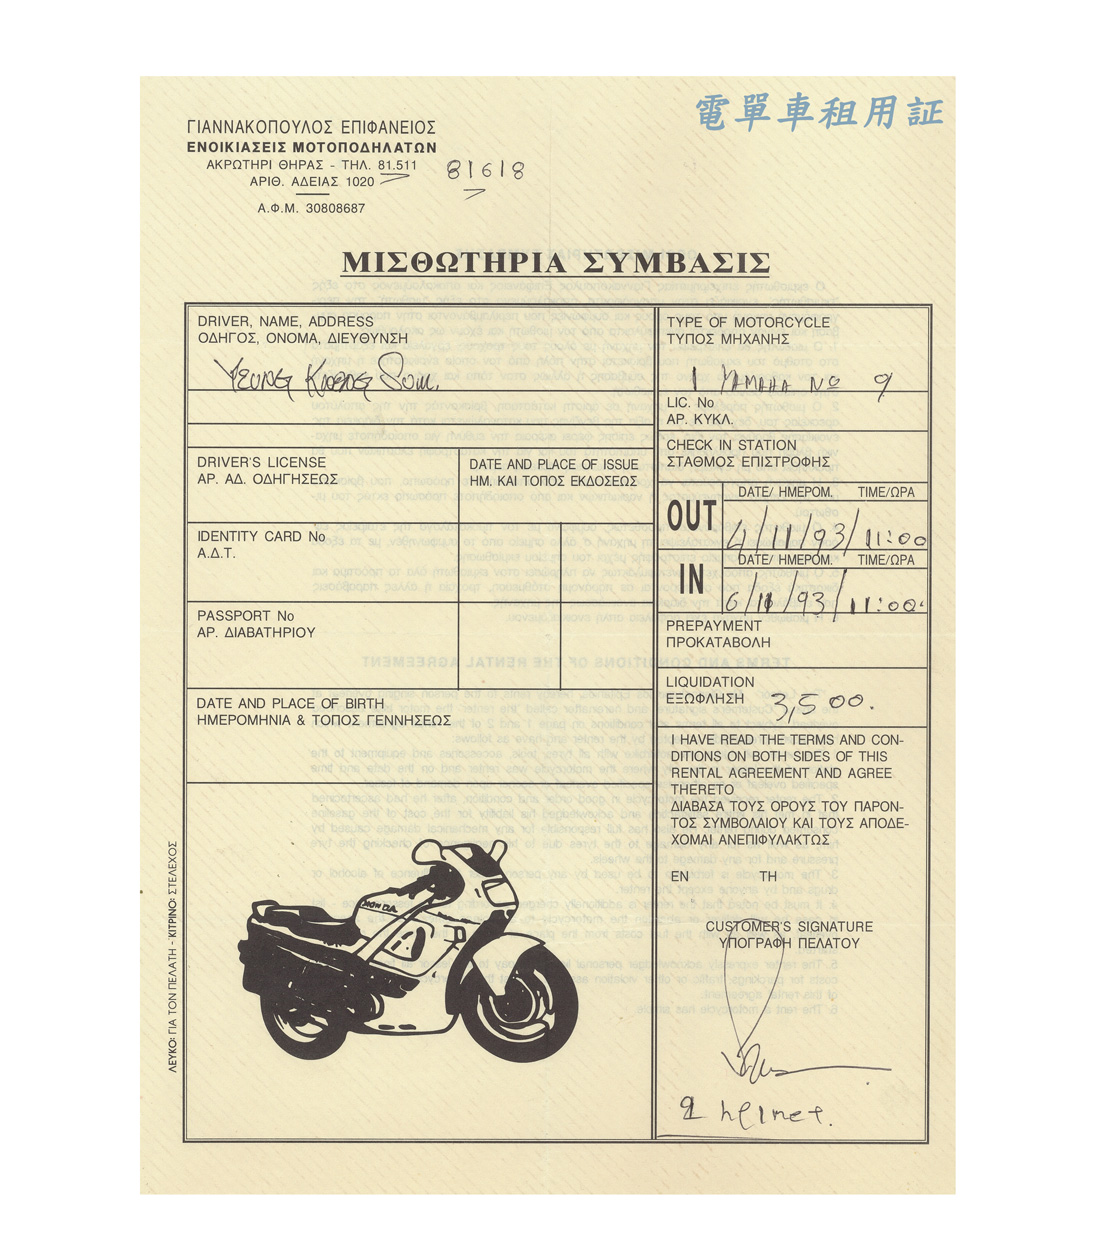 電單車租用証
ΓΙΑΝΝΑΚΟΠΟΥΛΟΣ ΕΠΙΦΑΝΕΙΟΣ
ΕΝΟΙΚΙΑΣΕΙΣ ΜΟΤΟΠΟΔΗΛΑΤΩΝ
ΑΚΡΩΤΗΡΙ ΘΗΡΑΣ - ΤΗΛ. 81.511 81618
ΑΡΙΘ. ΑΔΕΙΑΣ 1020
Α.Φ.Μ. 30808687
ΜΙΣΘΩΤΗΡΙΑ ΣΥΜΒΑΣΙΣ
DRIVER, NAME, ADDRESS
ΟΔΗΓΟΣ, ΟΝΟΜΑ, ΔΙΕΥΘΥΝΣΗ
DRIVER'S LICENSE
ΑΡ. ΑΔ. ΟΔΗΓΗΣΕΩΣ
DATE AND PLACE OF ISSUE
ΗΜ. ΚΑΙ ΤΟΠΟΣ ΕΚΔΟΣΕΩΣ
IDENTITY CARD No
Α.Δ.Τ.
PASSPORT No
ΑΡ. ΔΙΑΒΑΤΗΡΙΟΥ
DATE AND PLACE OF BIRTH
ΗΜΕΡΟΜΗΝΙΑ & ΤΟΠΟΣ ΓΕΝΝΗΣΕΩΣ
HONDA
ΛΕΥΚΟ: ΓΙΑ ΤΟΝ ΠΕΛΑΤΗ - ΚΙΤΡΙΝΟ: ΣΤΕΛΕΧΟΣ
TYPE OF MOTORCYCLE
ΤΥΠΟΣ ΜΗΧΑΝΗΣ
1 YAMAHA No 9
LIC. No
ΑΡ. ΚΥΚΛ.
CHECK IN STATION
ΣΤΑΘΜΟΣ ΕΠΙΣΤΡΟΦΗΣ
DATE/ ΗΜΕΡΟΜ. TIME/ΩΡΑ
OUT 4/11/93/ 11:00
DATE/ ΗΜΕΡΟΜ. TIME/ΩΡΑ
IN 6/11/93/ 11:00
PREPAYMENT
ΠΡΟΚΑΤΑΒΟΛΗ
LIQUIDATION
ΕΞΩΦΛΗΣΗ 3,500.
I HAVE READ THE TERMS AND CON-
DITIONS ON BOTH SIDES OF THIS
RENTAL AGREEMENT AND AGREE
THERETO
ΔΙΑΒΑΣΑ ΤΟΥΣ ΟΡΟΥΣ ΤΟΥ ΠΑΡΟΝ-
ΤΟΣ ΣΥΜΒΟΛΑΙΟΥ ΚΑΙ ΤΟΥΣ ΑΠΟΔΕ-
ΧΟΜΑΙ ΑΝΕΠΙΦΥΛΑΚΤΩΣ
ΕΝ ΤΗ
CUSTOMER'S SIGNATURE
ΥΠΟΓΡΑΦΗ ΠΕΛΑΤΟΥ
helmet.